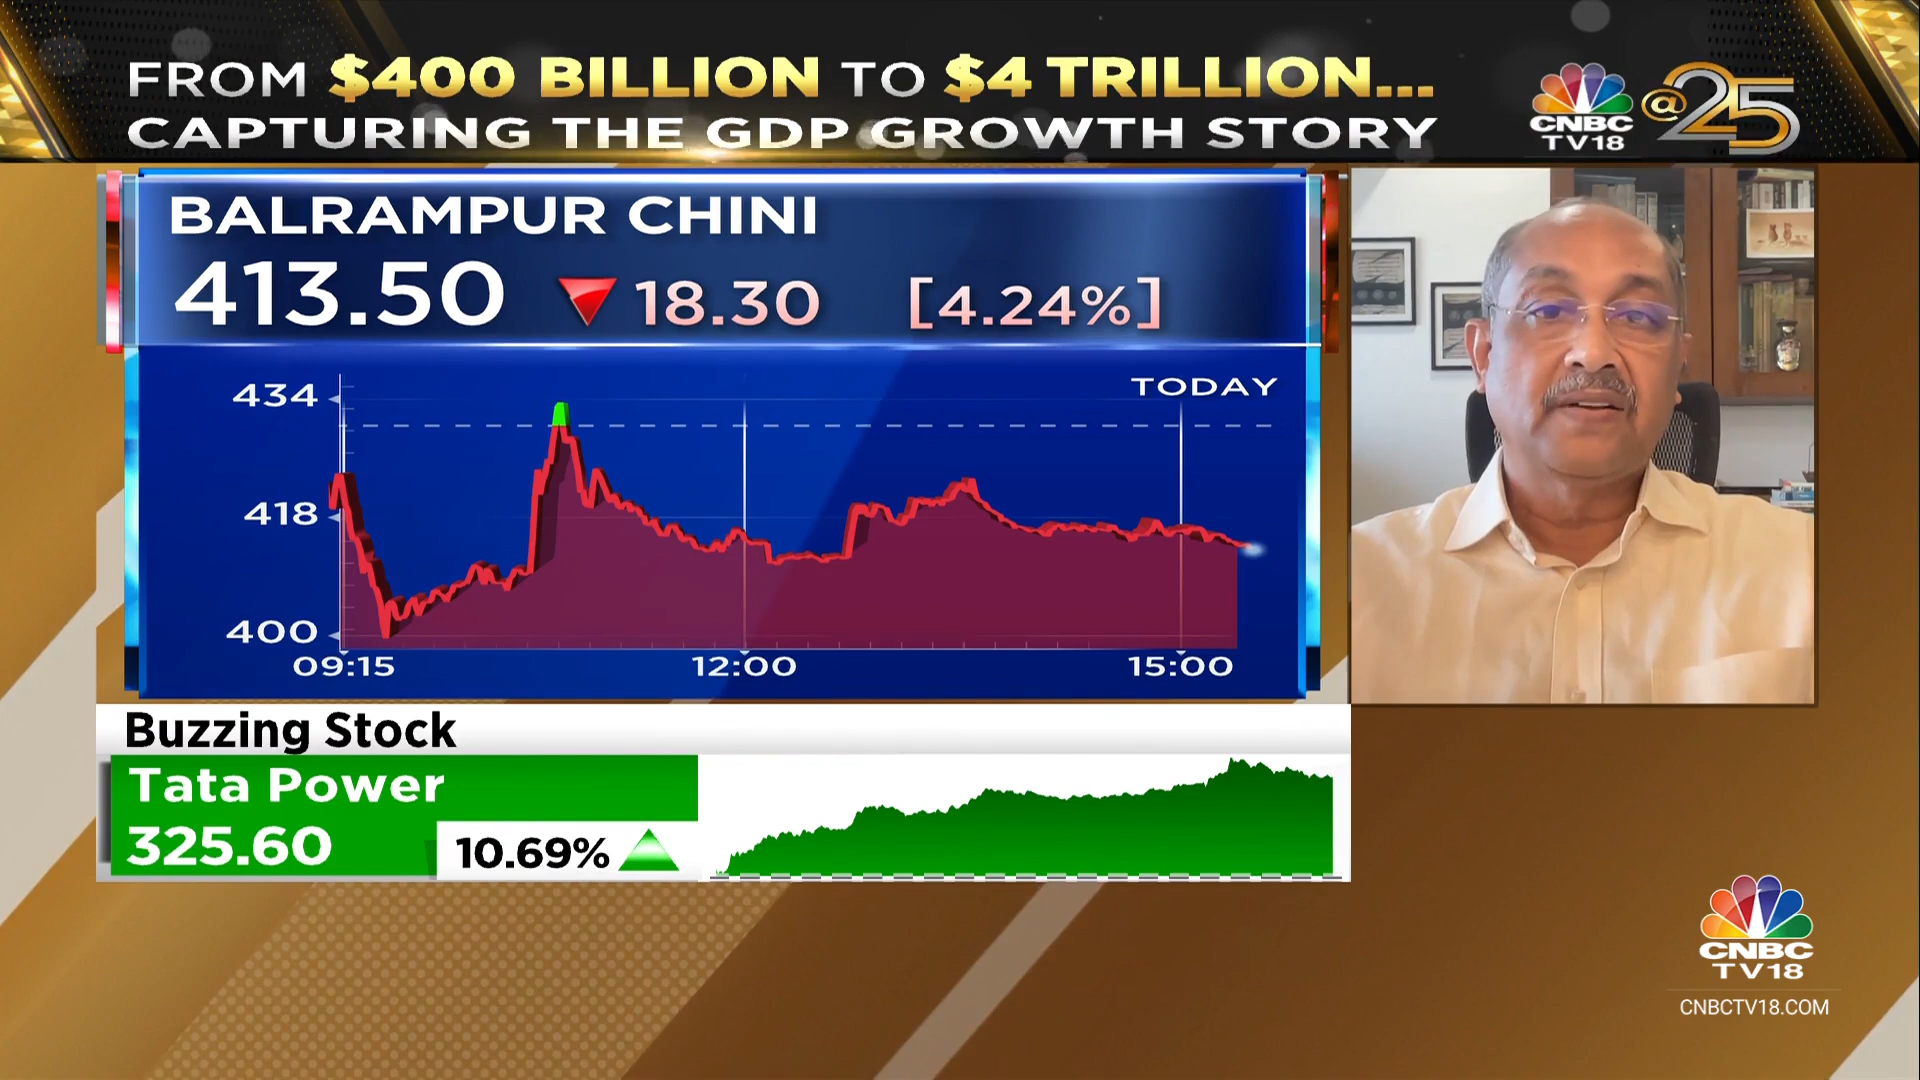 FROM $400 BILLION TO $4 TRILLION...
CAPTURING THE GDP GROWTH STORY
CNBC
TV18
@25
BALRAMPUR CHINI
413.50 18.30 [4.24%]
TODAY
434
418
400
09:15 12:00 15:00
Buzzing Stock
Tata Power
325.60
10.69%
CNBC
TV18
CNBCTV18.COM